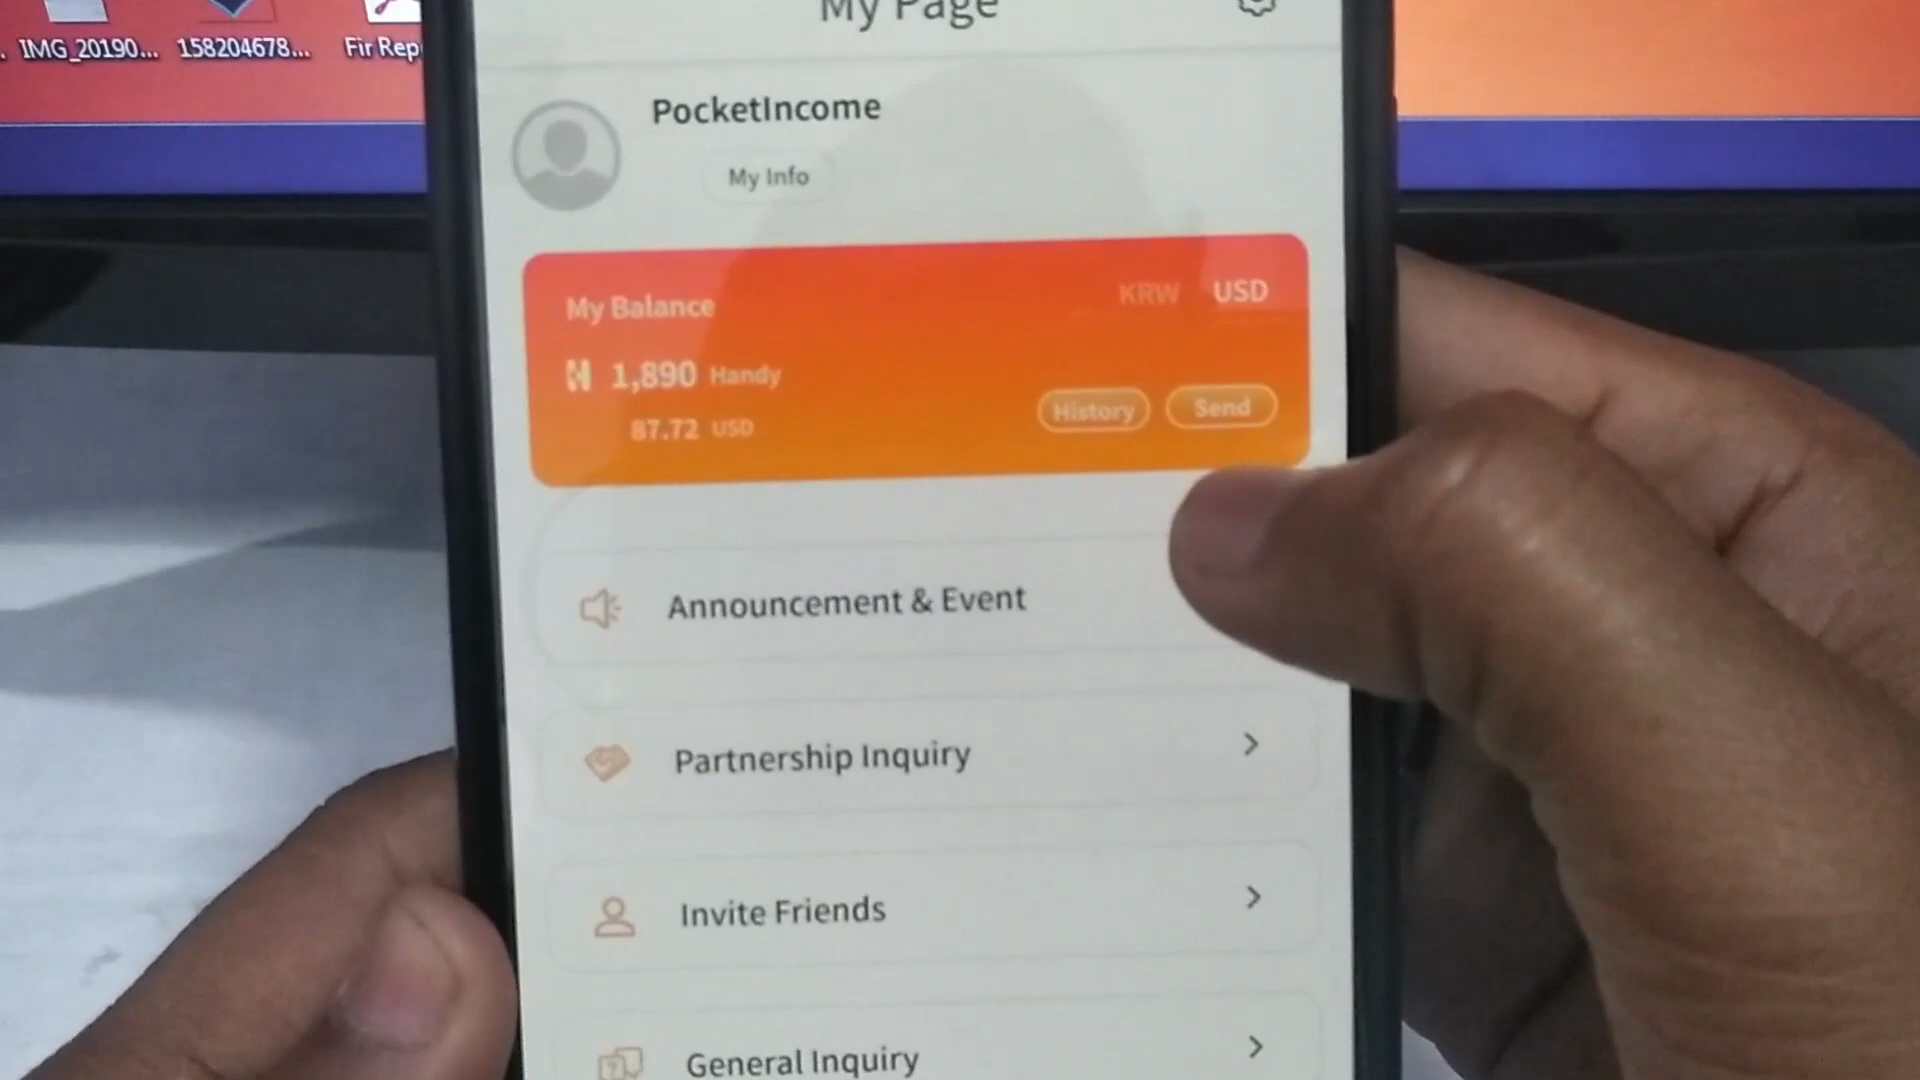 IMG_20190...
158204678...
Fir Rep
My Page
PocketIncome
My Info
My Balance
KRW USD
1,890 Handy
87.72 USD
History
Send
Announcement & Event
Partnership Inquiry
Invite Friends
General Inquiry